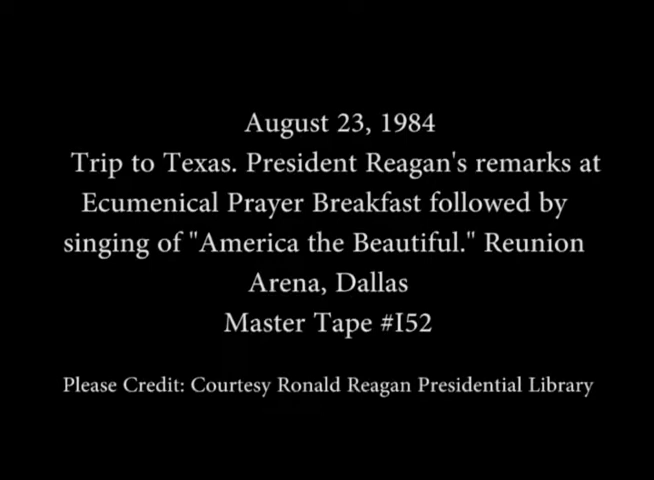 August 23, 1984
Trip to Texas. President Reagan's remarks at
Ecumenical Prayer Breakfast followed by
singing of "America the Beautiful." Reunion
Arena, Dallas
Master Tape #I52
Please Credit: Courtesy Ronald Reagan Presidential Library